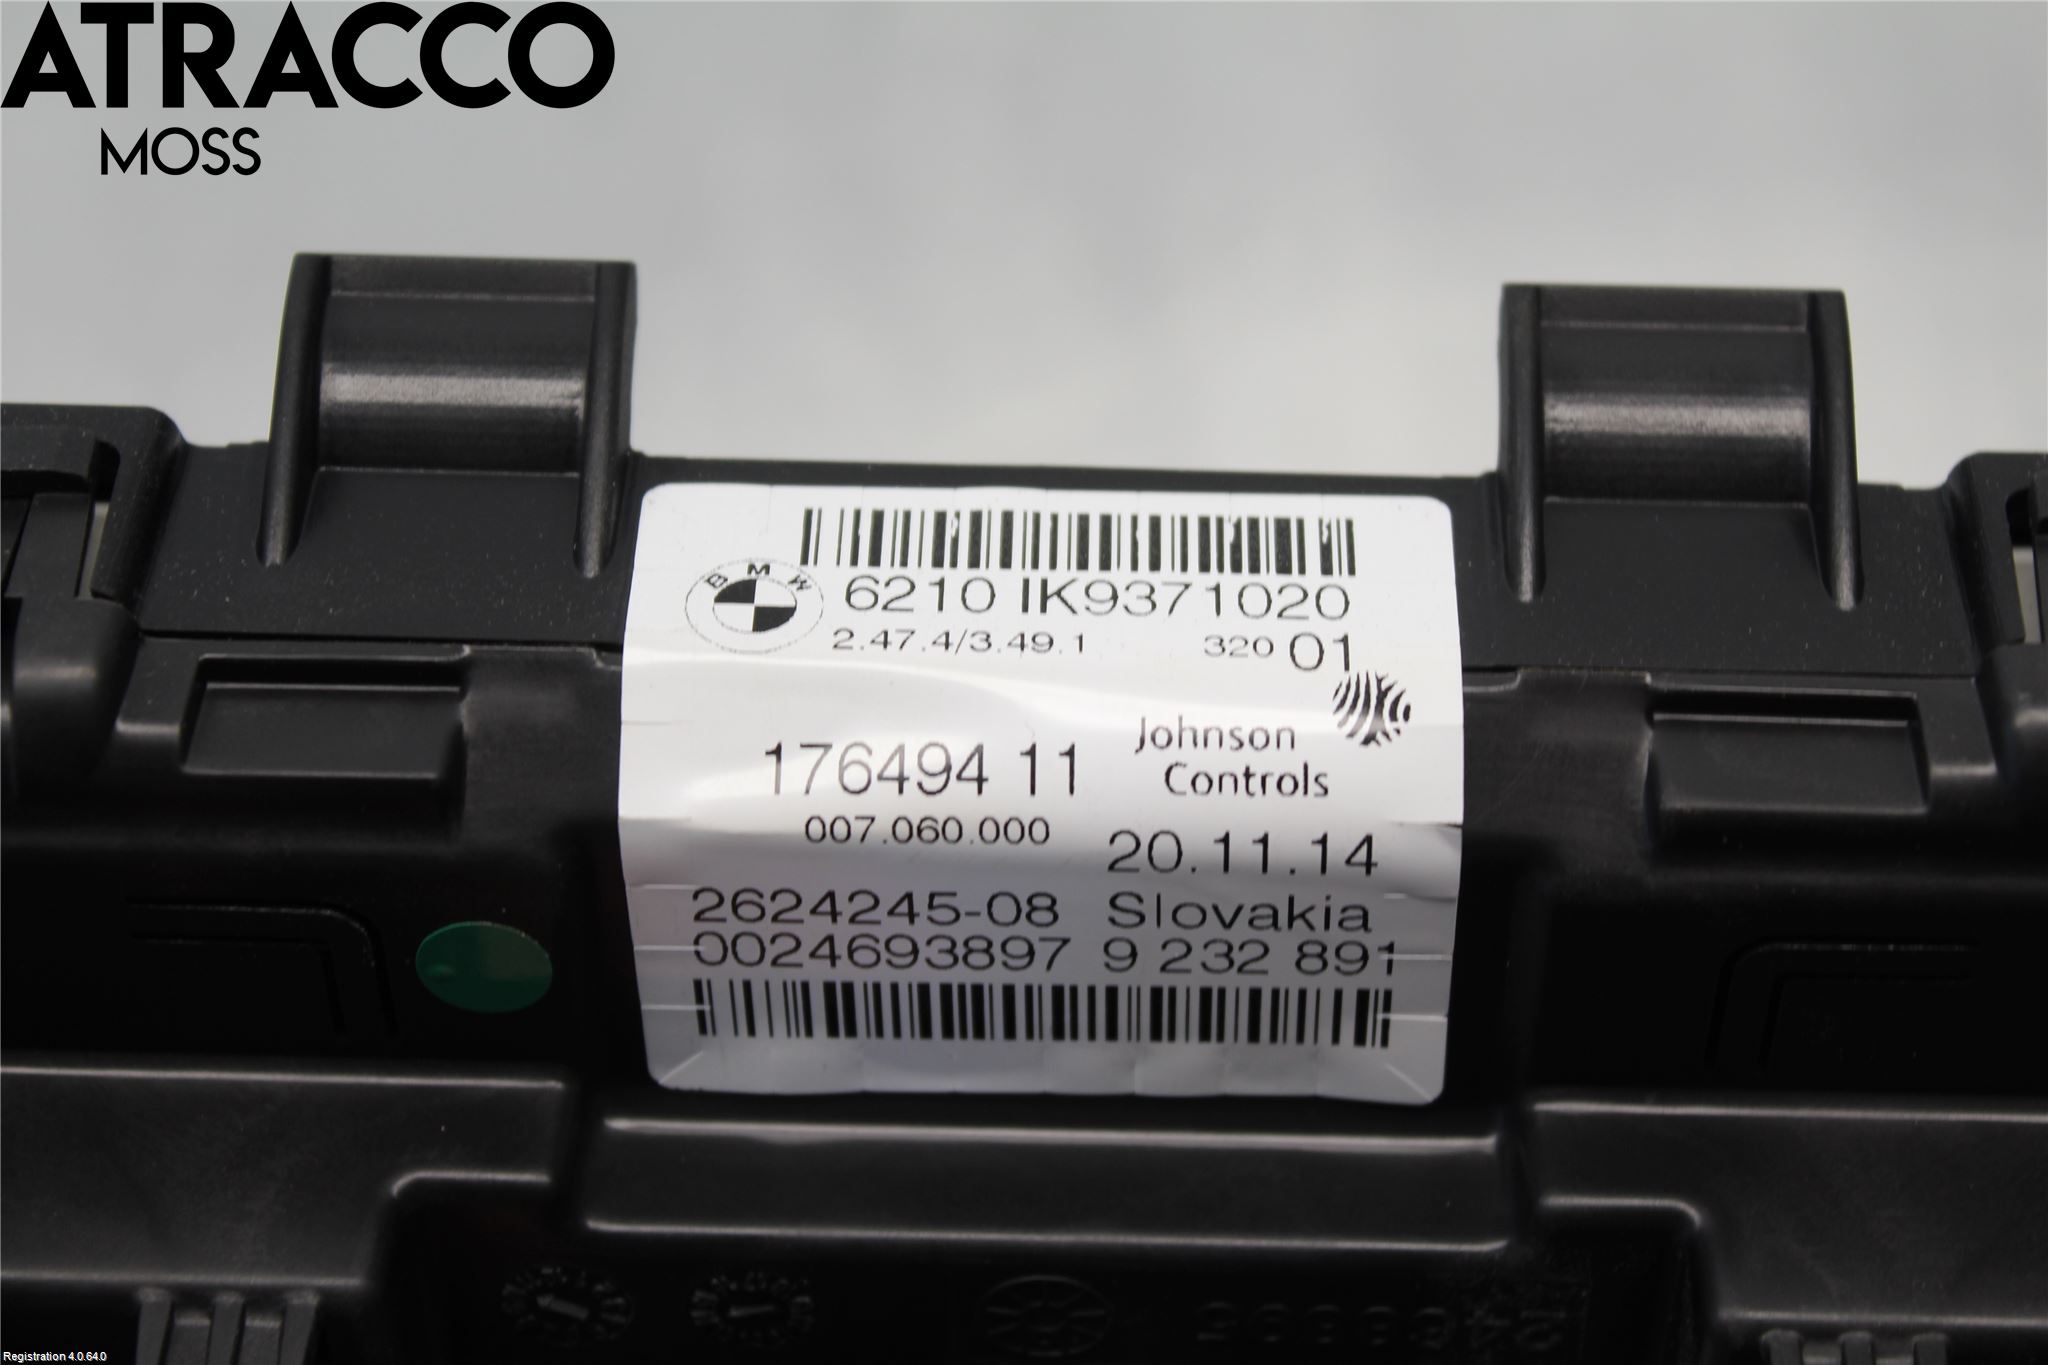 ATRACCO
MOSS
BMW
6210 IK9371020
2.47.4/3.49.1 320 01
Johnson
Controls
176494 11
007.060.000
20.11.14
2624245-08 Slovakia
0024693897 9 232 891
Registration 4.0.64.0